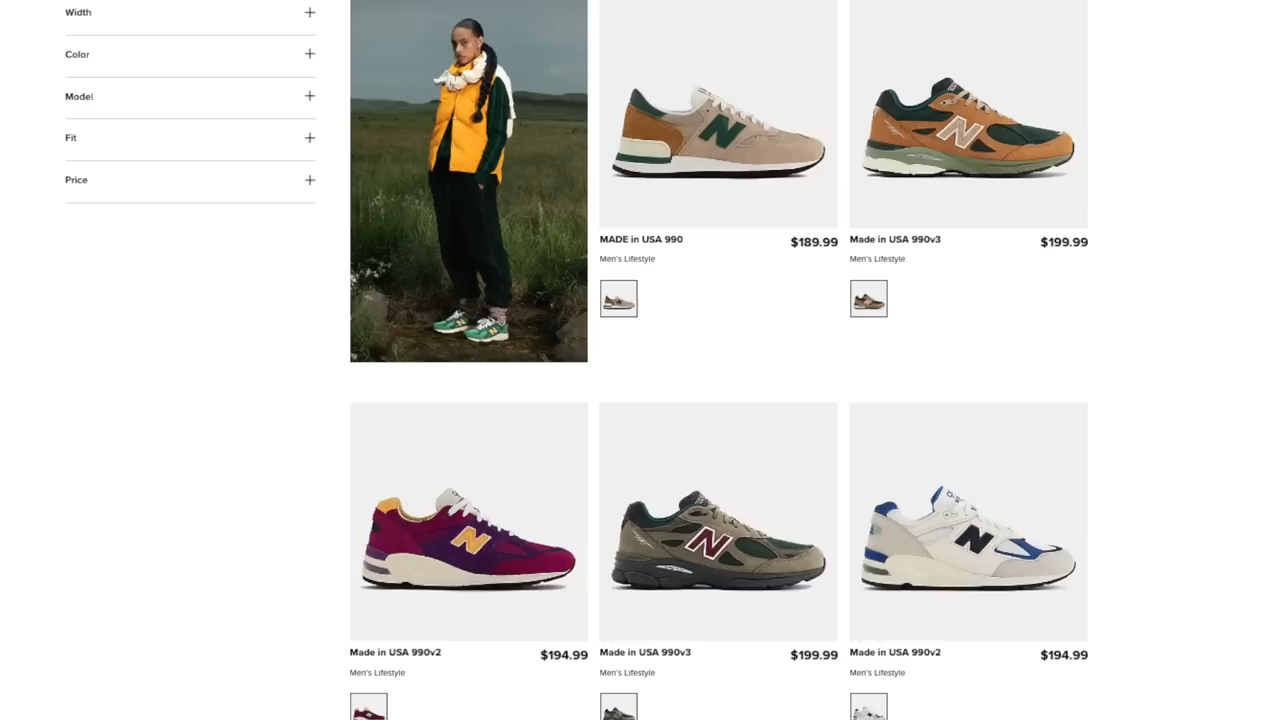 Width
Color
Model
Fit
Price
MADE in USA 990
$189.99
Men's Lifestyle
Made in USA 990v3
$199.99
Men's Lifestyle
Made in USA 990v2
$194.99
Men's Lifestyle
Made in USA 990v3
$199.99
Men's Lifestyle
Made in USA 990v2
$194.99
Men's Lifestyle